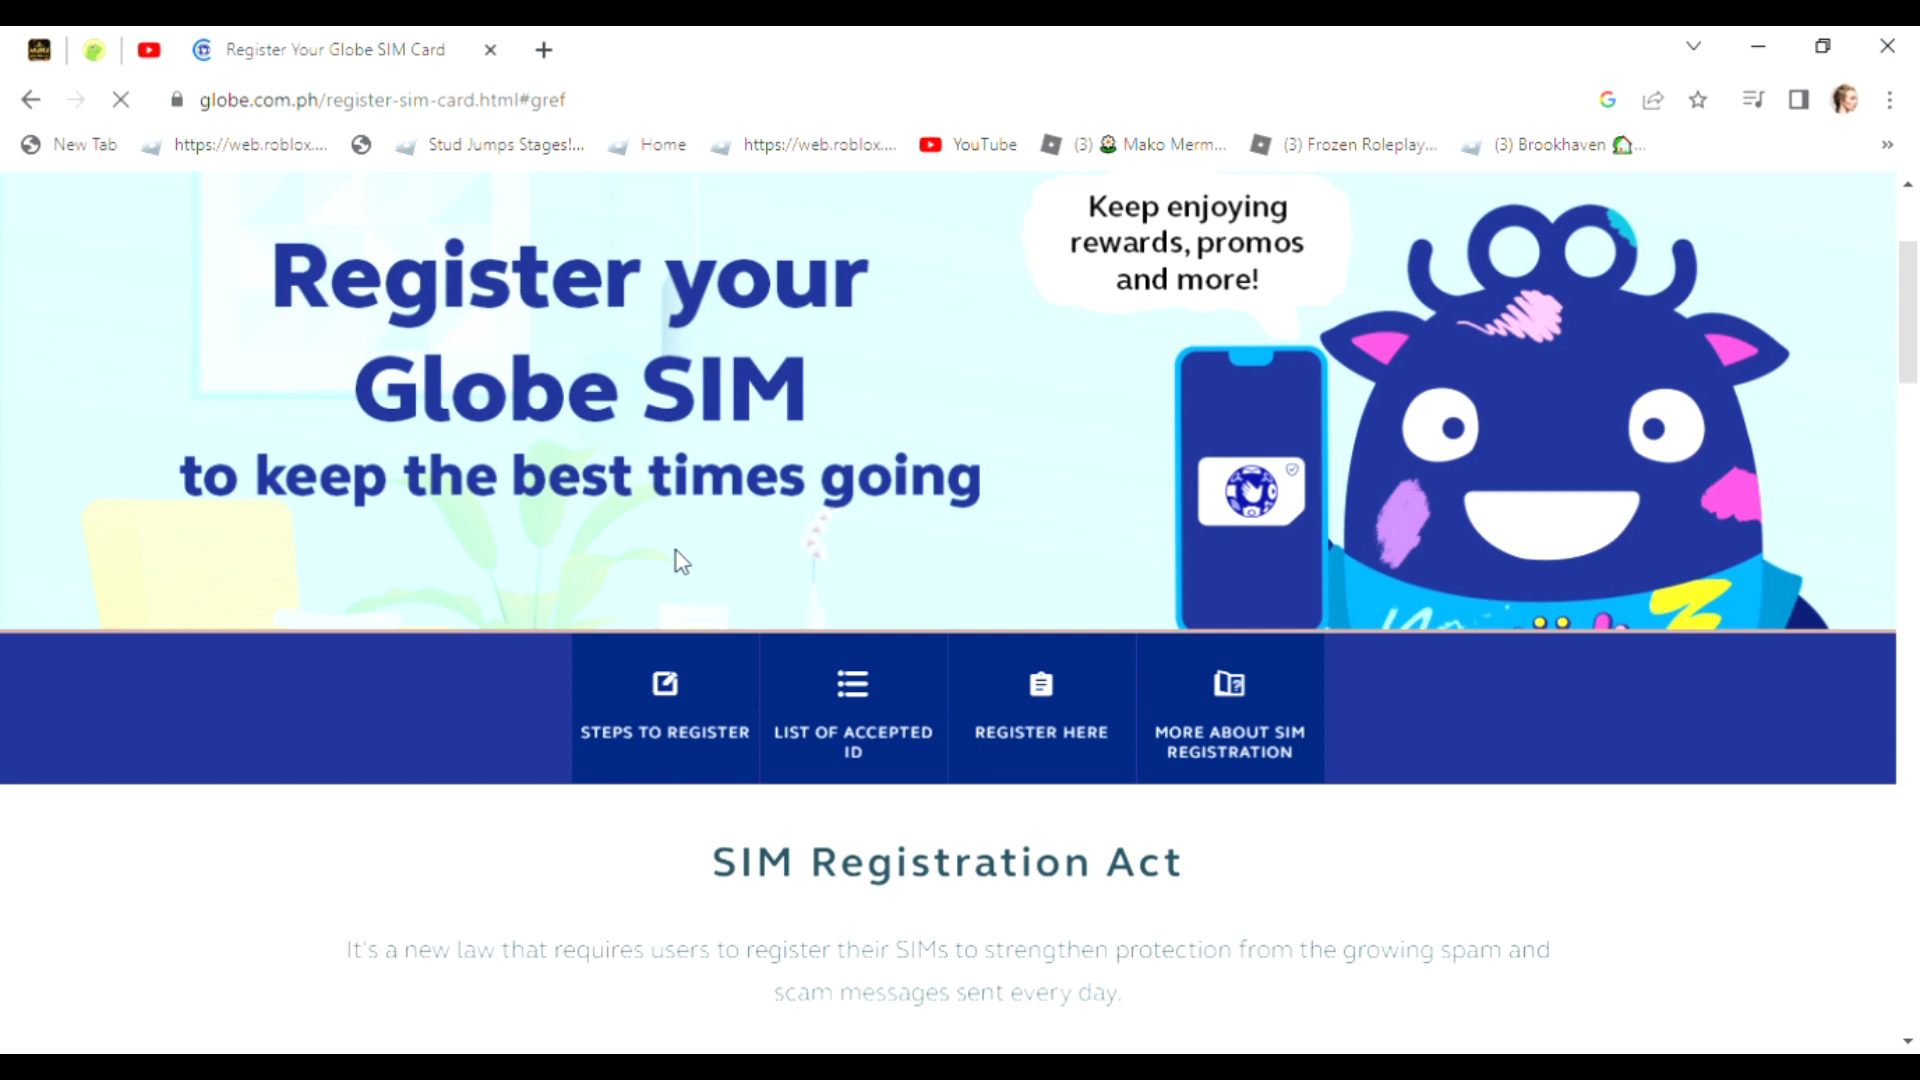 Register Your Globe SIM Card
globe.com.ph/register-sim-card.html#gref
New Tab https://web.roblox.... Stud Jumps Stages!... Home https://web.roblox.... YouTube (3) Mako Merm... (3) Frozen Roleplay... (3) Brookhaven ...
Keep enjoying
rewards, promos
and more!
Register your
Globe SIM
to keep the best times going
STEPS TO REGISTER
LIST OF ACCEPTED
ID
REGISTER HERE
MORE ABOUT SIM
REGISTRATION
SIM Registration Act
It's a new law that requires users to register their SIMs to strengthen protection from the growing spam and
scam messages sent every day.